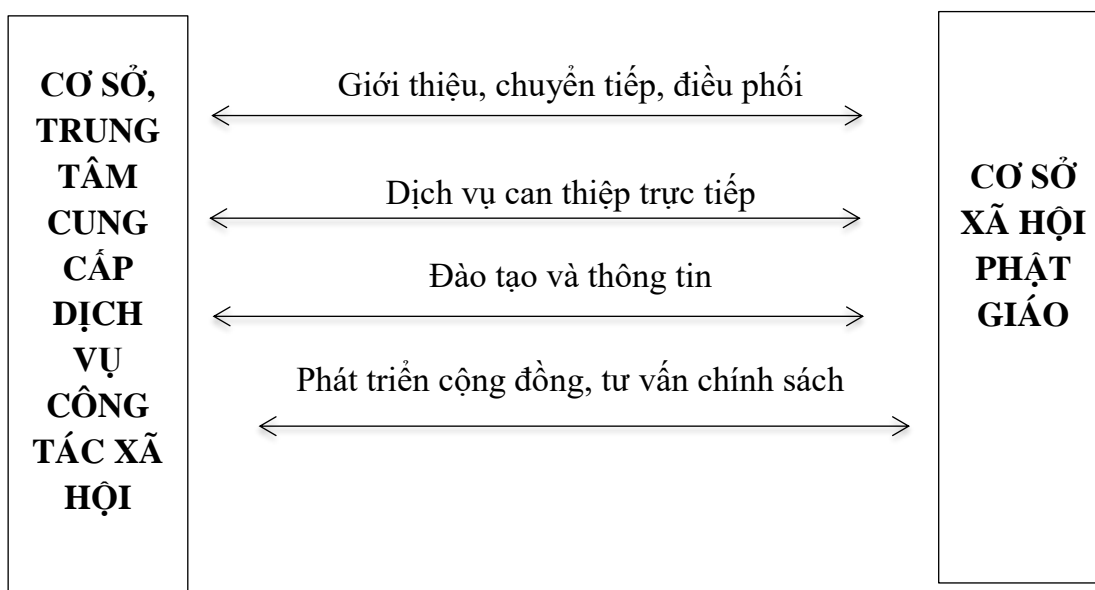 CƠ SỞ,
TRUNG
TÂM
CUNG
CẤP
DỊCH
VỤ
CÔNG
TÁC XÃ
HỘI
Giới thiệu, chuyển tiếp, điều phối
Dịch vụ can thiệp trực tiếp
Đào tạo và thông tin
Phát triển cộng đồng, tư vấn chính sách
CƠ SỞ
XÃ HỘI
PHẬT
GIÁO